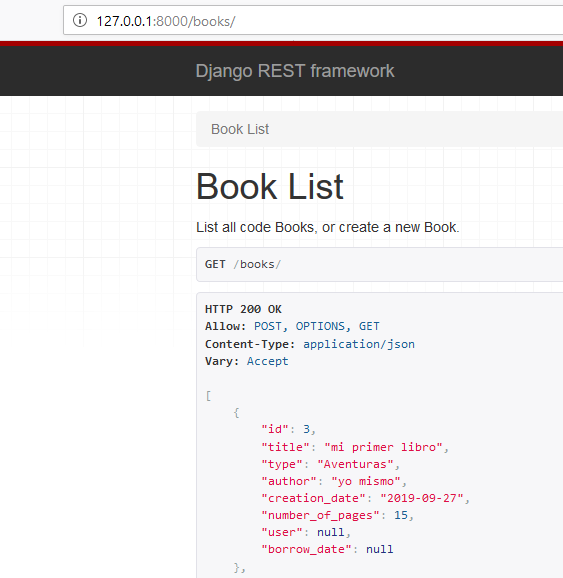 127.0.0.1:8000/books/
Django REST framework
Book List
Book List
List all code Books, or create a new Book.
GET /books/
HTTP 200 OK
Allow: POST, OPTIONS, GET
Content-Type: application/json
Vary: Accept
[
    {
        "id": 3,
        "title": "mi primer libro",
        "type": "Aventuras",
        "author": "yo mismo",
        "creation_date": "2019-09-27",
        "number_of_pages": 15,
        "user": null,
        "borrow_date": null
    },